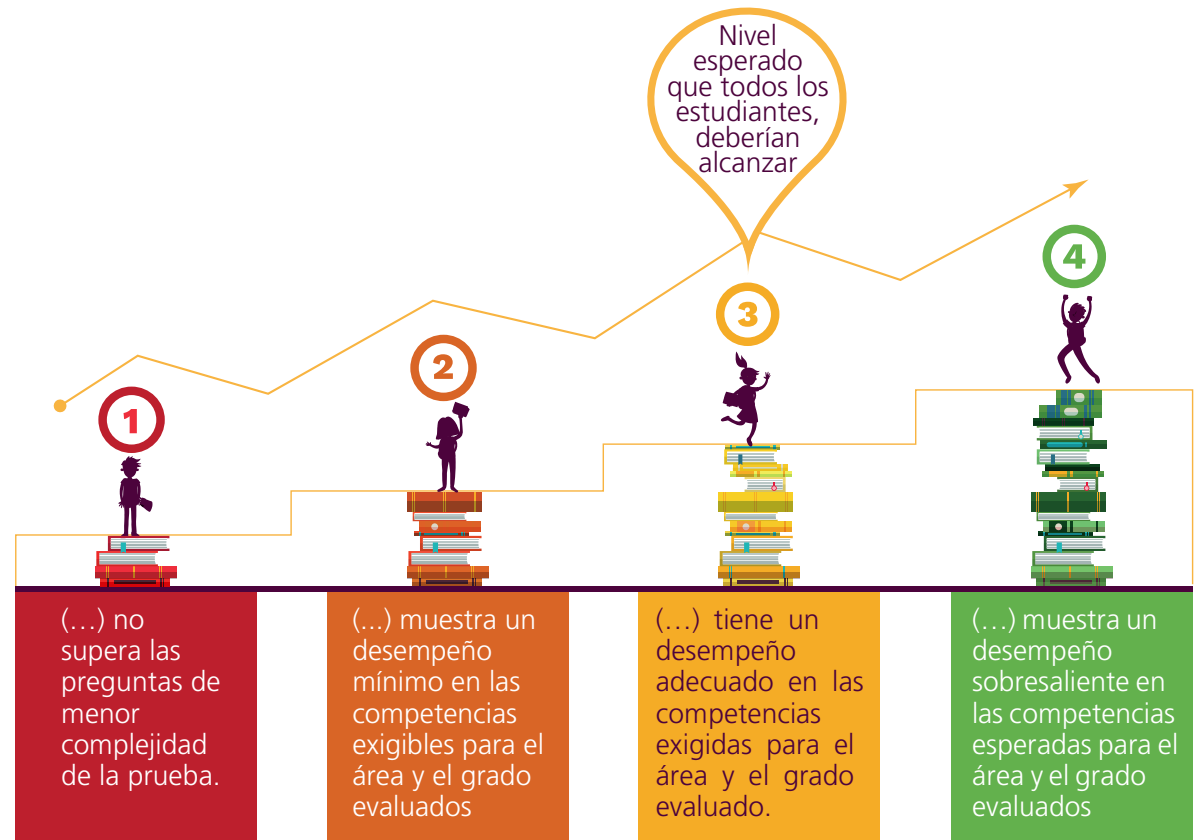 Nivel
esperado
que todos los
estudiantes,
deberían
alcanzar
1
2
3
4
(…) no
supera las
preguntas de
menor
complejidad
de la prueba.
(...) muestra un
desempeño
mínimo en las
competencias
exigibles para el
área y el grado
evaluados
(…) tiene un
desempeño
adecuado en las
competencias
exigidas para el
área y el grado
evaluado.
(…) muestra un
desempeño
sobresaliente en
las competencias
esperadas para el
área y el grado
evaluados